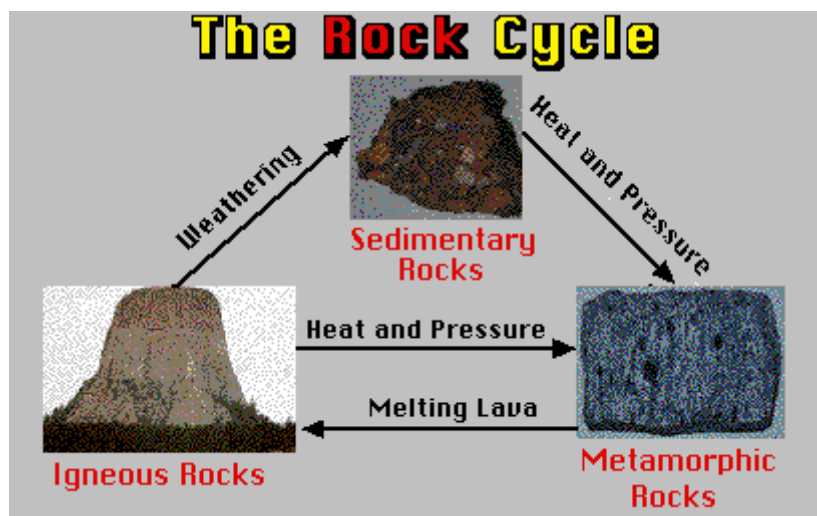 The Rock Cycle
Weathering
Heat and Pressure
Sedimentary
Rocks
Heat and Pressure
Melting Lava
Igneous Rocks
Metamorphic
Rocks